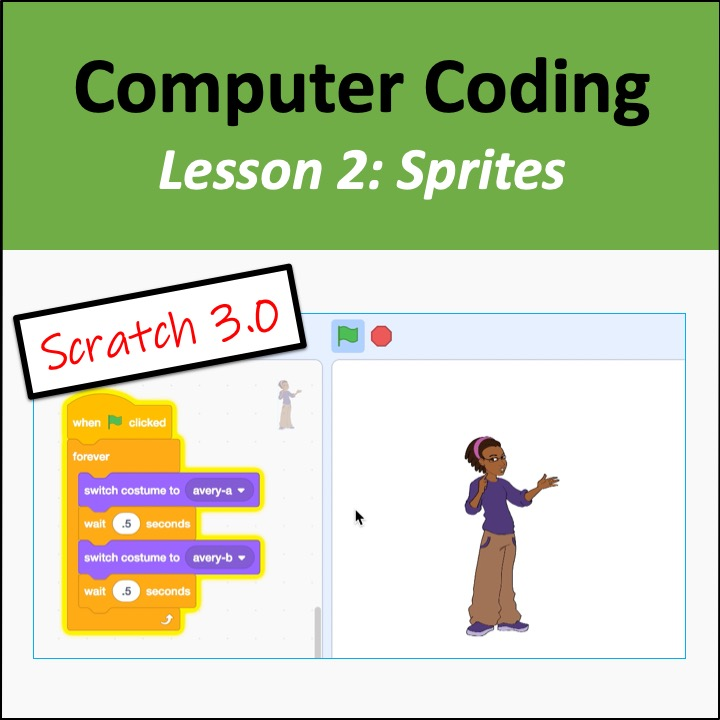 Computer Coding
Lesson 2: Sprites
Scratch 3.0
when clicked
forever
switch costume to avery-a
wait .5 seconds
switch costume to avery-b
wait .5 seconds